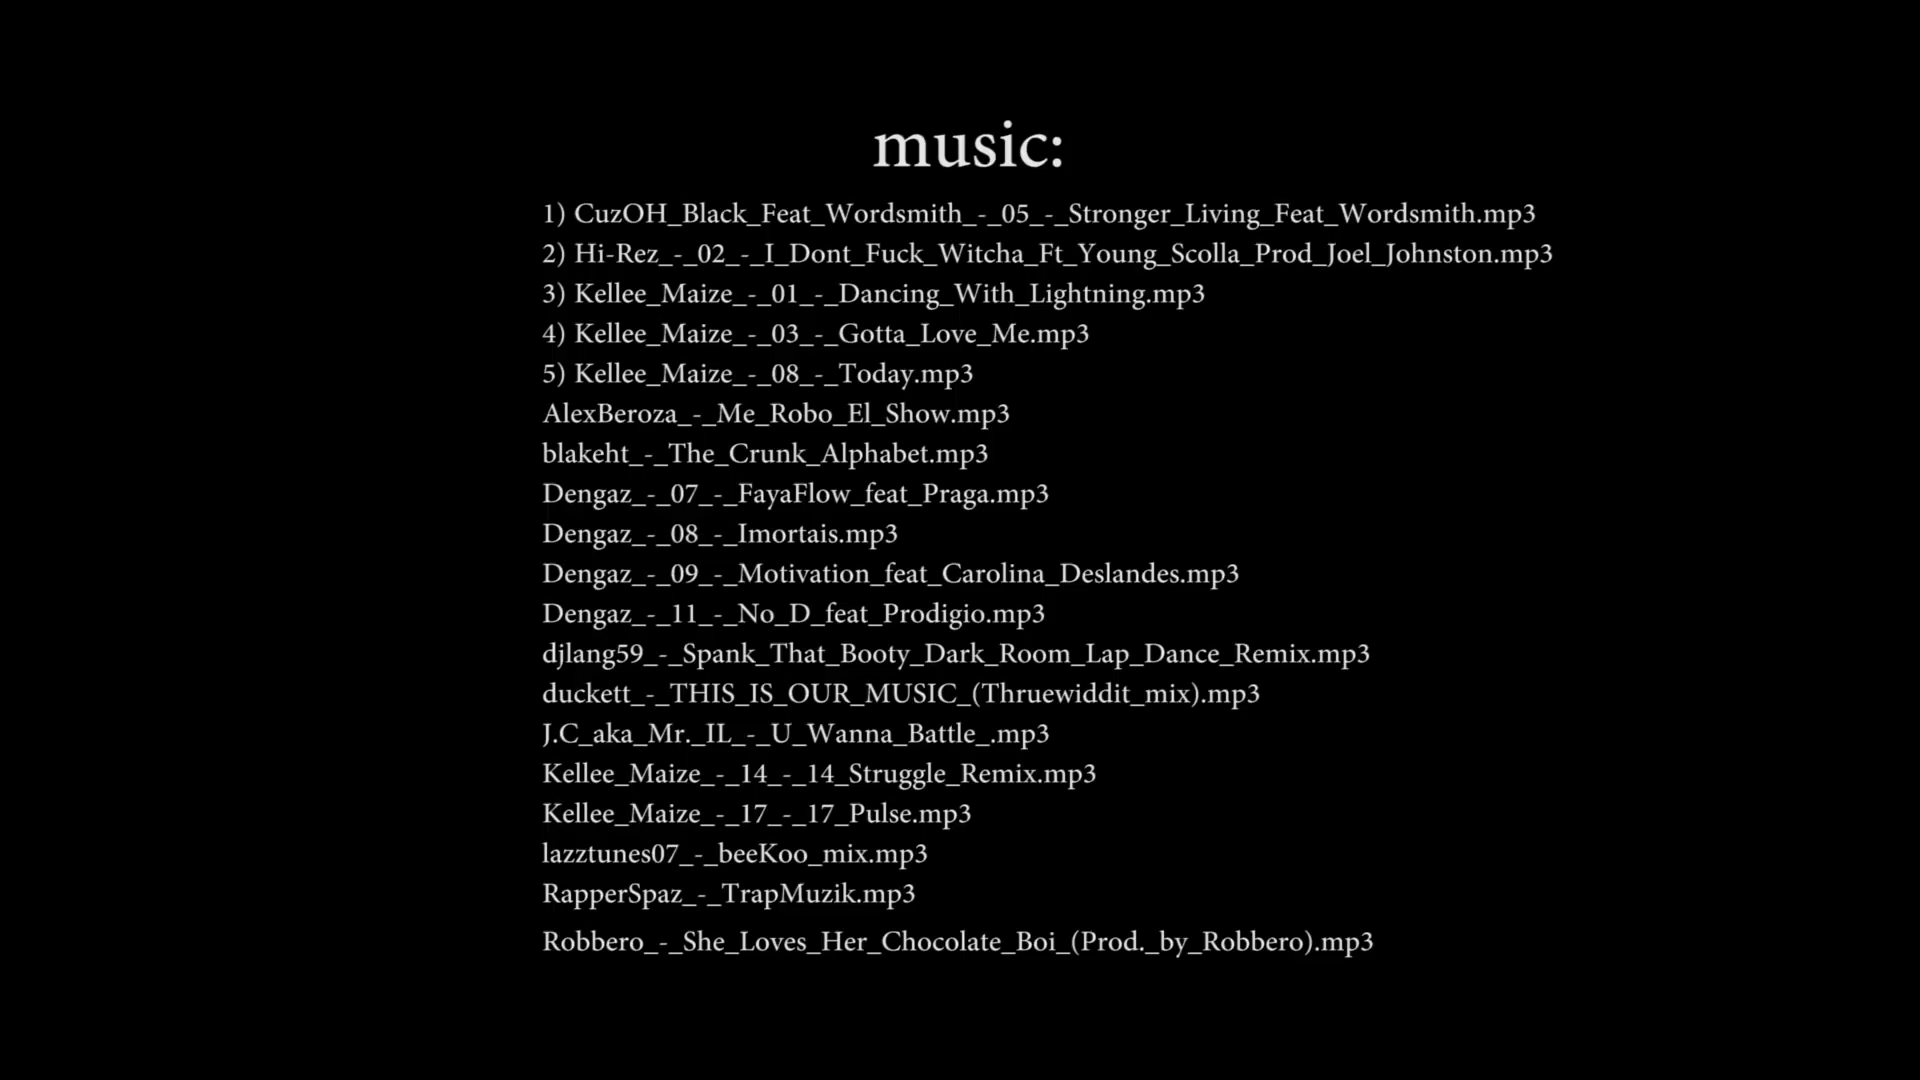 music:
1) CuzOH_Black_Feat_Wordsmith_-_05_-_Stronger_Living_Feat_Wordsmith.mp3
2) Hi-Rez_-_02_-_I_Dont_Fuck_Witcha_Ft_Young_Scolla_Prod_Joel_Johnston.mp3
3) Kellee_Maize_-_01_-_Dancing_With_Lightning.mp3
4) Kellee_Maize_-_03_-_Gotta_Love_Me.mp3
5) Kellee_Maize_-_08_-_Today.mp3
AlexBeroza_-_Me_Robo_El_Show.mp3
blakeht_-_The_Crunk_Alphabet.mp3
Dengaz_-_07_-_FayaFlow_feat_Praga.mp3
Dengaz_-_08_-_Imortais.mp3
Dengaz_-_09_-_Motivation_feat_Carolina_Deslandes.mp3
Dengaz_-_11_-_No_D_feat_Prodigio.mp3
djlang59_-_Spank_That_Booty_Dark_Room_Lap_Dance_Remix.mp3
duckett_-_THIS_IS_OUR_MUSIC_(Thruewiddit_mix).mp3
J.C_aka_Mr._IL_-_U_Wanna_Battle_.mp3
Kellee_Maize_-_14_-_14_Struggle_Remix.mp3
Kellee_Maize_-_17_-_17_Pulse.mp3
lazztunes07_-_beeKoo_mix.mp3
RapperSpaz_-_TrapMuzik.mp3
Robbero_-_She_Loves_Her_Chocolate_Boi_(Prod._by_Robbero).mp3